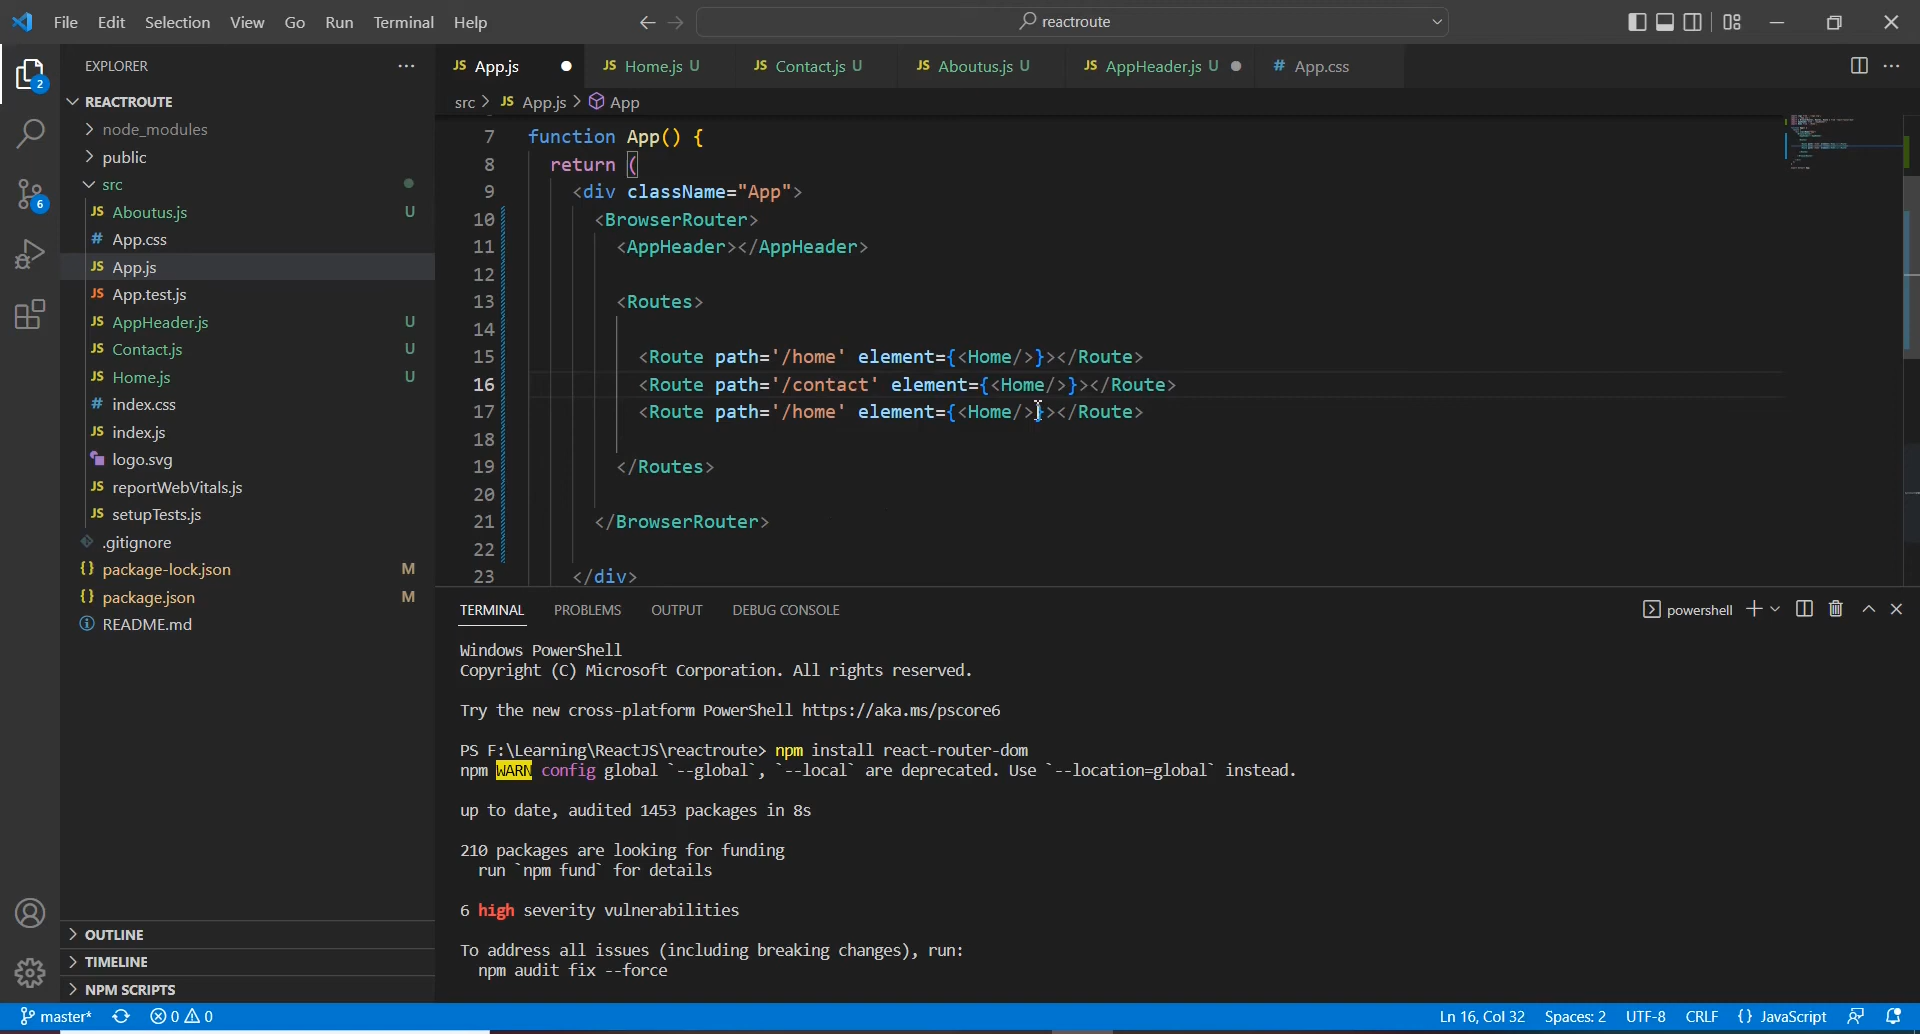 File Edit Selection View Go Run Terminal Help
reactroute
EXPLORER
REACTROUTE
node_modules
public
src
JS Aboutus.js U
# App.css
JS App.js
JS App.test.js
JS AppHeader.js U
JS Contact.js U
JS Home.js U
# index.css
JS index.js
logo.svg
JS reportWebVitals.js
JS setupTests.js
.gitignore
{} package-lock.json M
{} package.json M
README.md
OUTLINE
TIMELINE
NPM SCRIPTS
2
6
JS App.js
JS Home.js U
JS Contact.js U
JS Aboutus.js U
JS AppHeader.js U
# App.css
src > JS App.js > App
7 function App() {
8 return (
9 <div className="App">
10 <BrowserRouter>
11 <AppHeader></AppHeader>
12
13 <Routes>
14
15 <Route path='/home' element={<Home/>}></Route>
16 <Route path='/contact' element={<Home/>}></Route>
17 <Route path='/home' element={<Home/>}></Route>
18
19 </Routes>
20
21 </BrowserRouter>
22
23 </div>
TERMINAL PROBLEMS OUTPUT DEBUG CONSOLE
powershell
Windows PowerShell
Copyright (C) Microsoft Corporation. All rights reserved.
Try the new cross-platform PowerShell https://aka.ms/pscore6
PS F:\Learning\ReactJS\reactroute> npm install react-router-dom
npm WARN config global `--global`, `--local` are deprecated. Use `--location=global` instead.
up to date, audited 1453 packages in 8s
210 packages are looking for funding
run `npm fund` for details
6 high severity vulnerabilities
To address all issues (including breaking changes), run:
npm audit fix --force
master* 0 0
Ln 16, Col 32 Spaces: 2 UTF-8 CRLF {} JavaScript